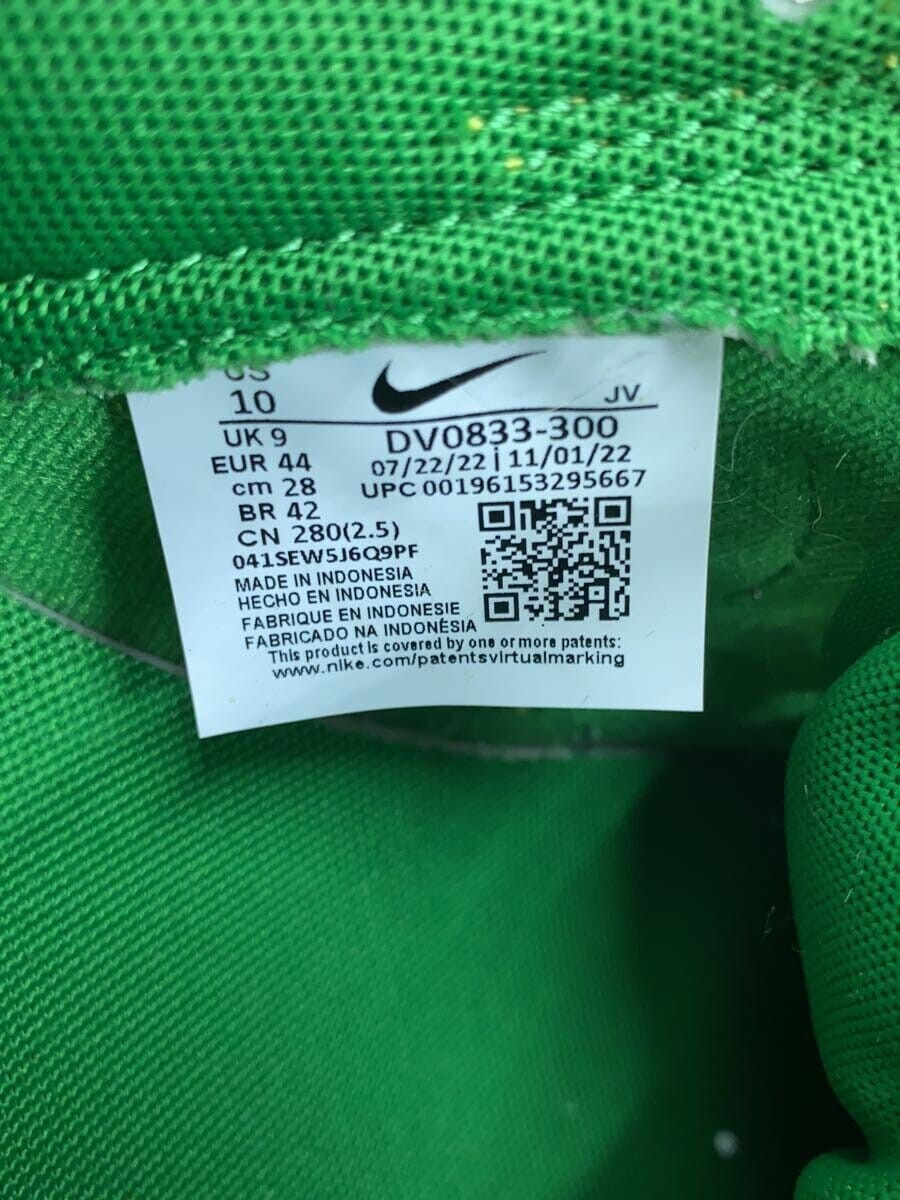 US
10
JV
UK 9
DV0833-300
EUR 44
07/22/22 | 11/01/22
cm 28
UPC 00196153295667
BR 42
CN 280(2.5)
041SEW5J6Q9PF
MADE IN INDONESIA
HECHO EN INDONESIA
FABRIQUE EN INDONESIE
FABRICADO NA INDONÉSIA
This product is covered by one or more patents:
www.nike.com/patentsvirtualmarking